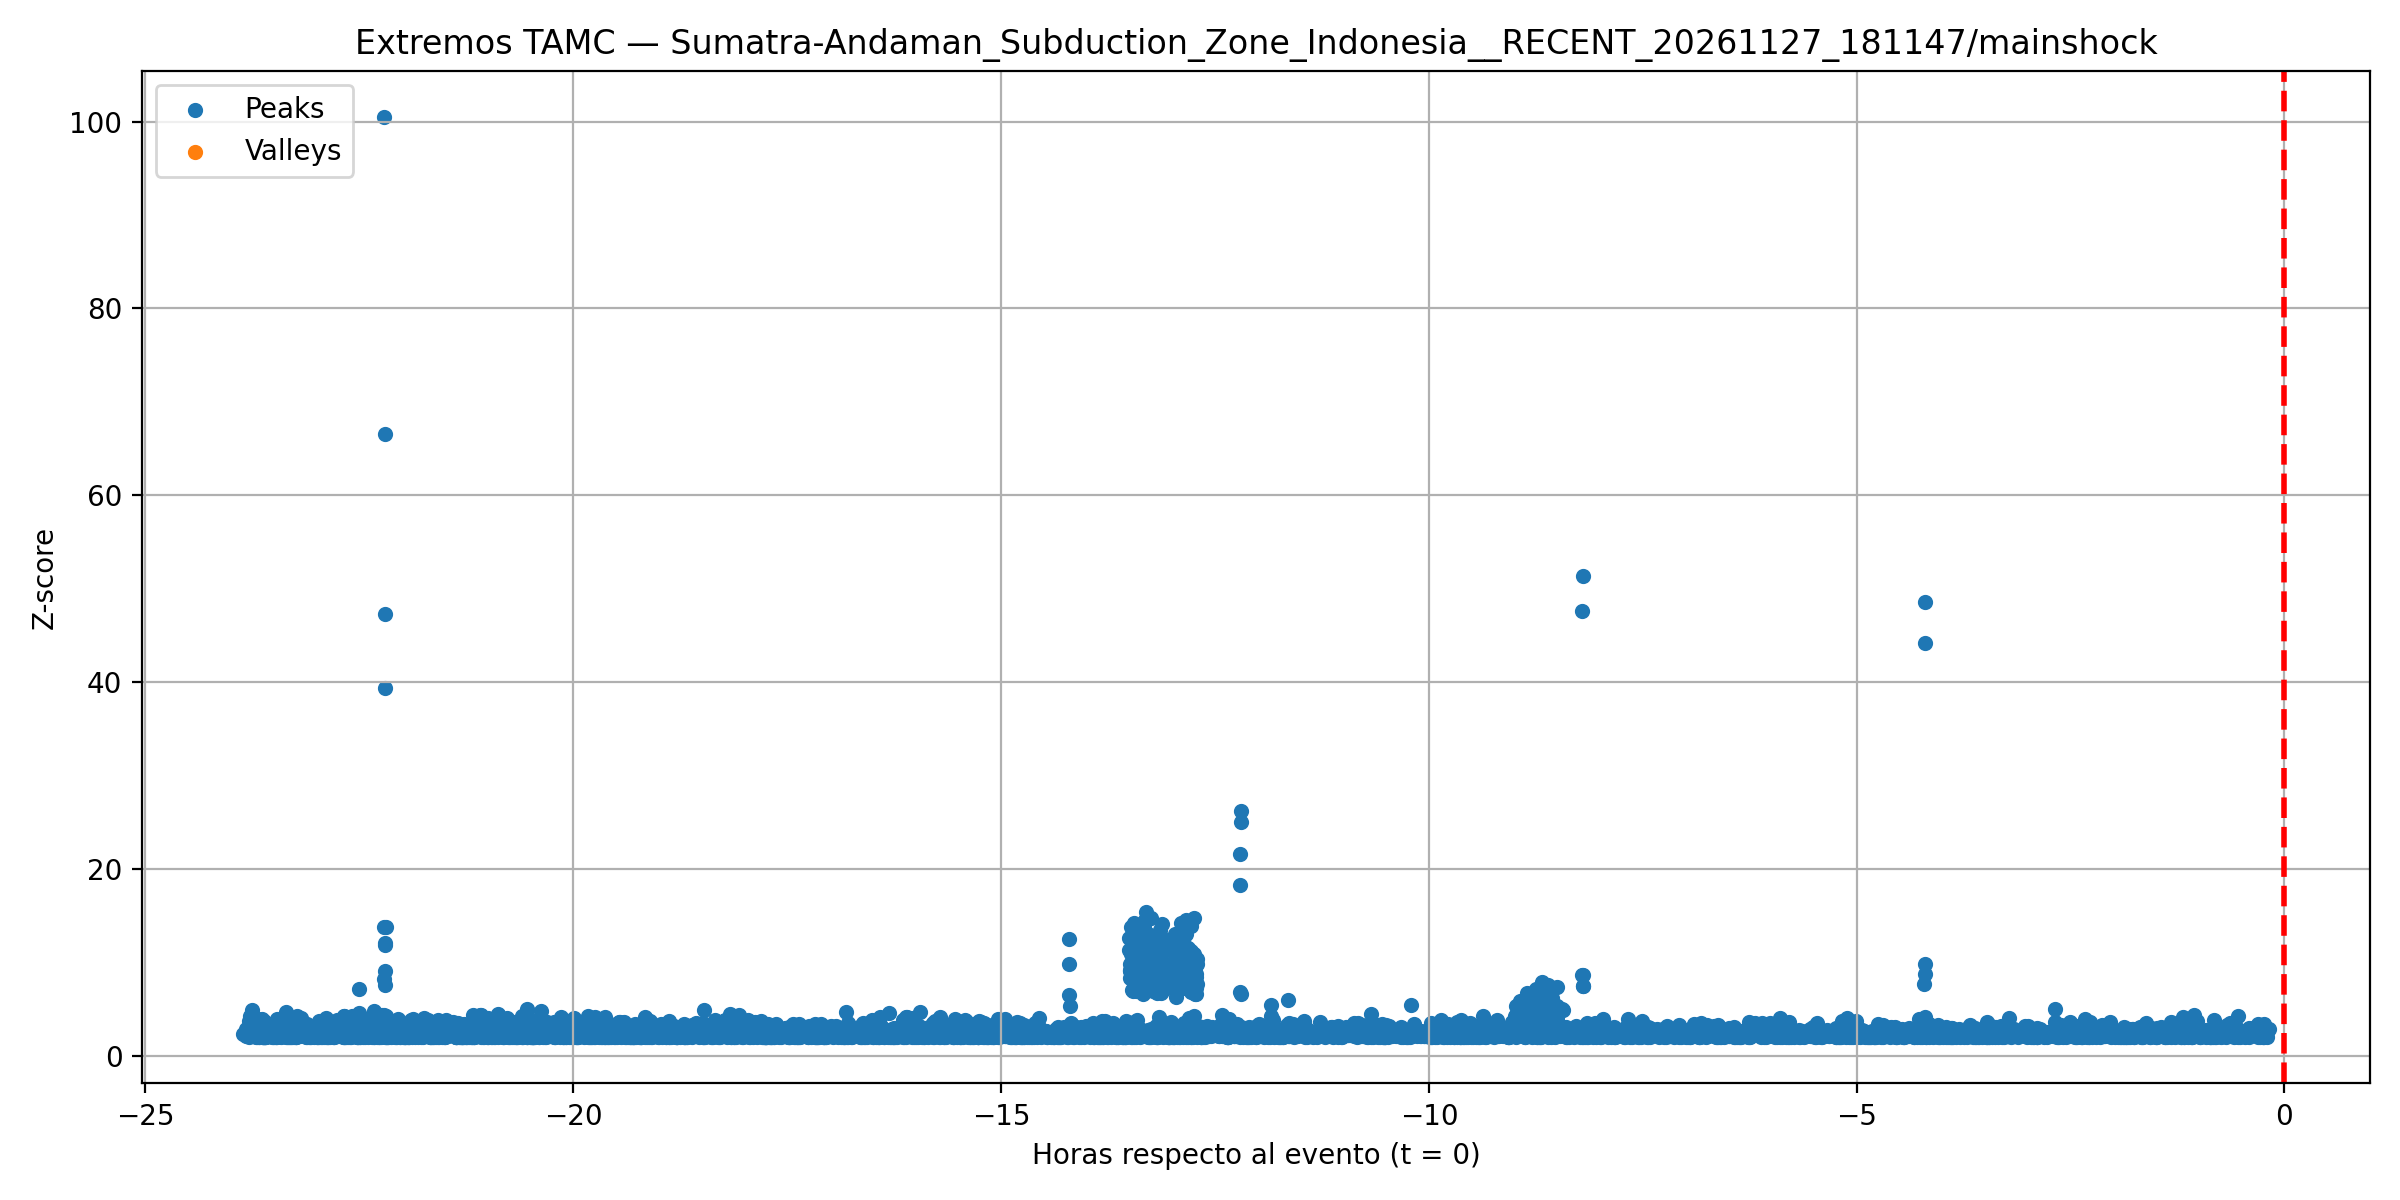 Extremos TAMC — Sumatra-Andaman_Subduction_Zone_Indonesia__RECENT_20261127_181147/mainshock
Peaks
Valleys
100
80
60
40
20
0
Z-score
−25
−20
−15
−10
−5
0
Horas respecto al evento (t = 0)